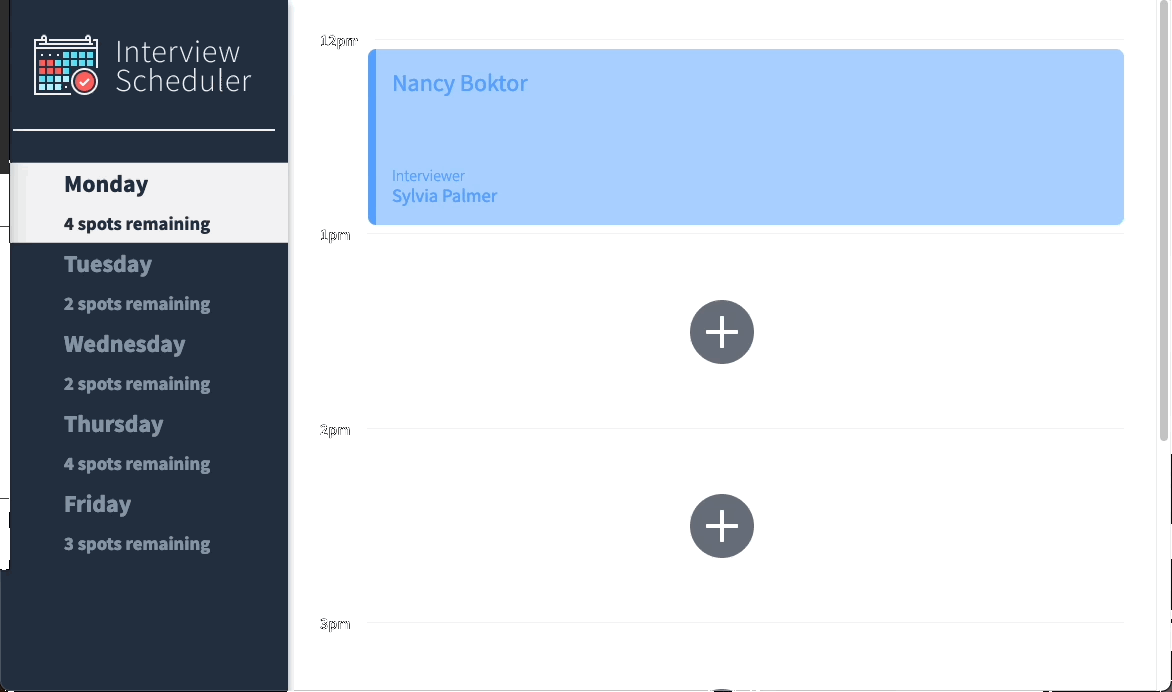 Interview
Scheduler
Monday
4 spots remaining
Tuesday
2 spots remaining
Wednesday
2 spots remaining
Thursday
4 spots remaining
Friday
3 spots remaining
12pm
Nancy Boktor
Interviewer
Sylvia Palmer
1pm
2pm
3pm